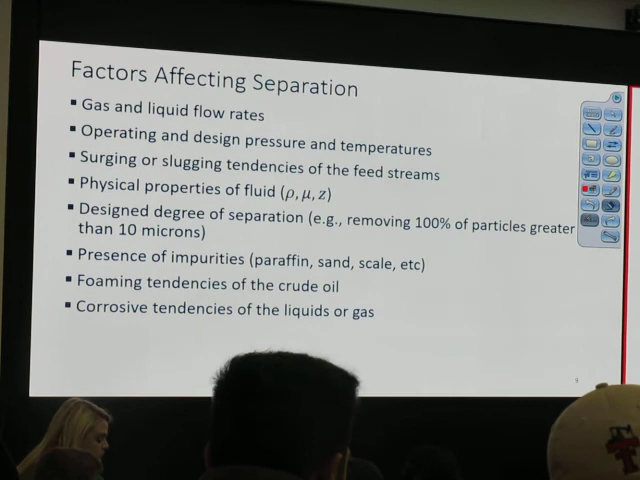 Factors Affecting Separation
▪ Gas and liquid flow rates
▪ Operating and design pressure and temperatures
▪ Surging or slugging tendencies of the feed streams
▪ Physical properties of fluid (ρ, μ, z)
▪ Designed degree of separation (e.g., removing 100% of particles greater
than 10 microns)
▪ Presence of impurities (paraffin, sand, scale, etc)
▪ Foaming tendencies of the crude oil
▪ Corrosive tendencies of the liquids or gas
9